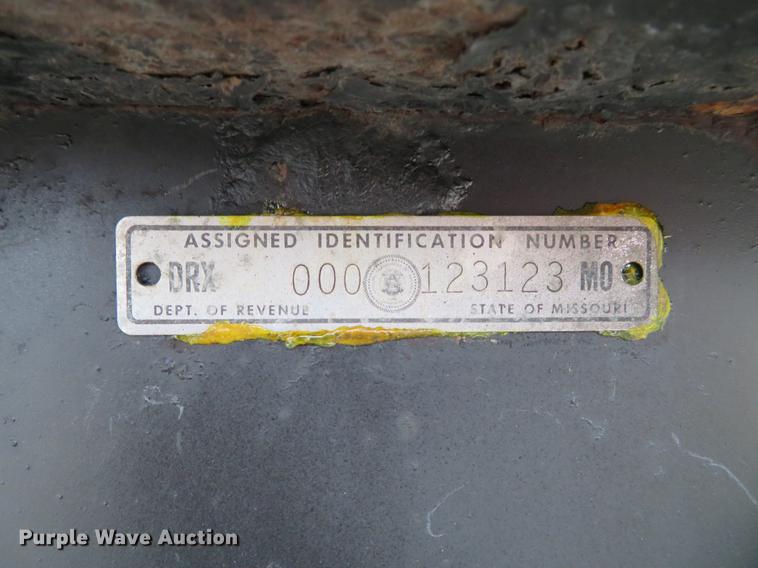 ASSIGNED IDENTIFICATION NUMBER
DRX 000 123123 MO
DEPT. OF REVENUE STATE OF MISSOURI
Purple Wave Auction